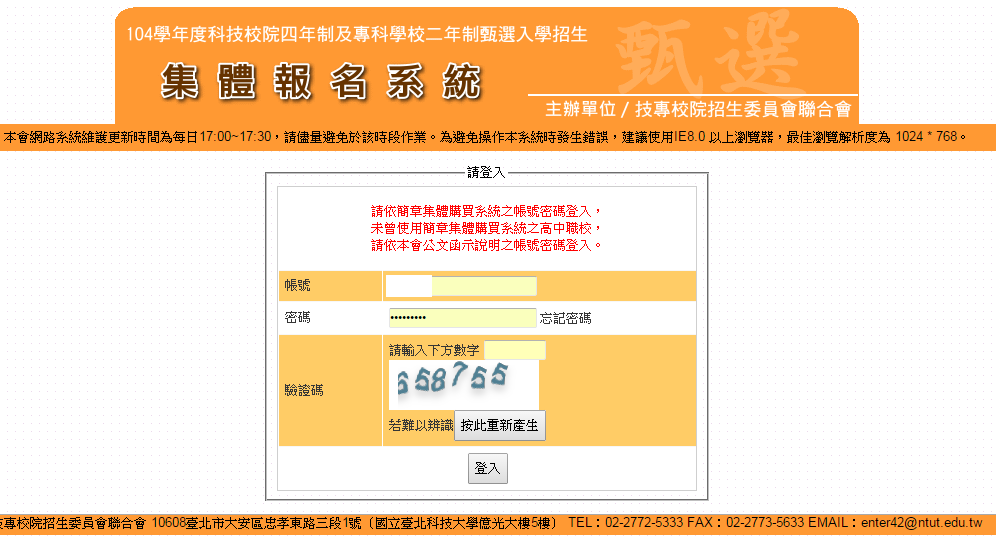 104學年度科技校院四年制及專科學校二年制甄選入學招生
甄選
集體報名系統
主辦單位 / 技專校院招生委員會聯合會
本會網路系統維護更新時間為每日17:00~17:30，請儘量避免於該時段作業。為避免操作本系統時發生錯誤，建議使用IE8.0 以上瀏覽器，最佳瀏覽解析度為 1024 * 768。
請登入
請依簡章集體購買系統之帳號密碼登入，
未曾使用簡章集體購買系統之高中職校，
請依本會公文函示說明之帳號密碼登入。
帳號
密碼 ••••••••• 忘記密碼
請輸入下方數字
驗證碼
若難以辨識 按此重新產生
登入
專校院招生委員會聯合會 10608臺北市大安區忠孝東路三段1號〔國立臺北科技大學億光大樓5樓〕 TEL：02-2772-5333 FAX：02-2773-5633 EMAIL：enter42@ntut.edu.tw